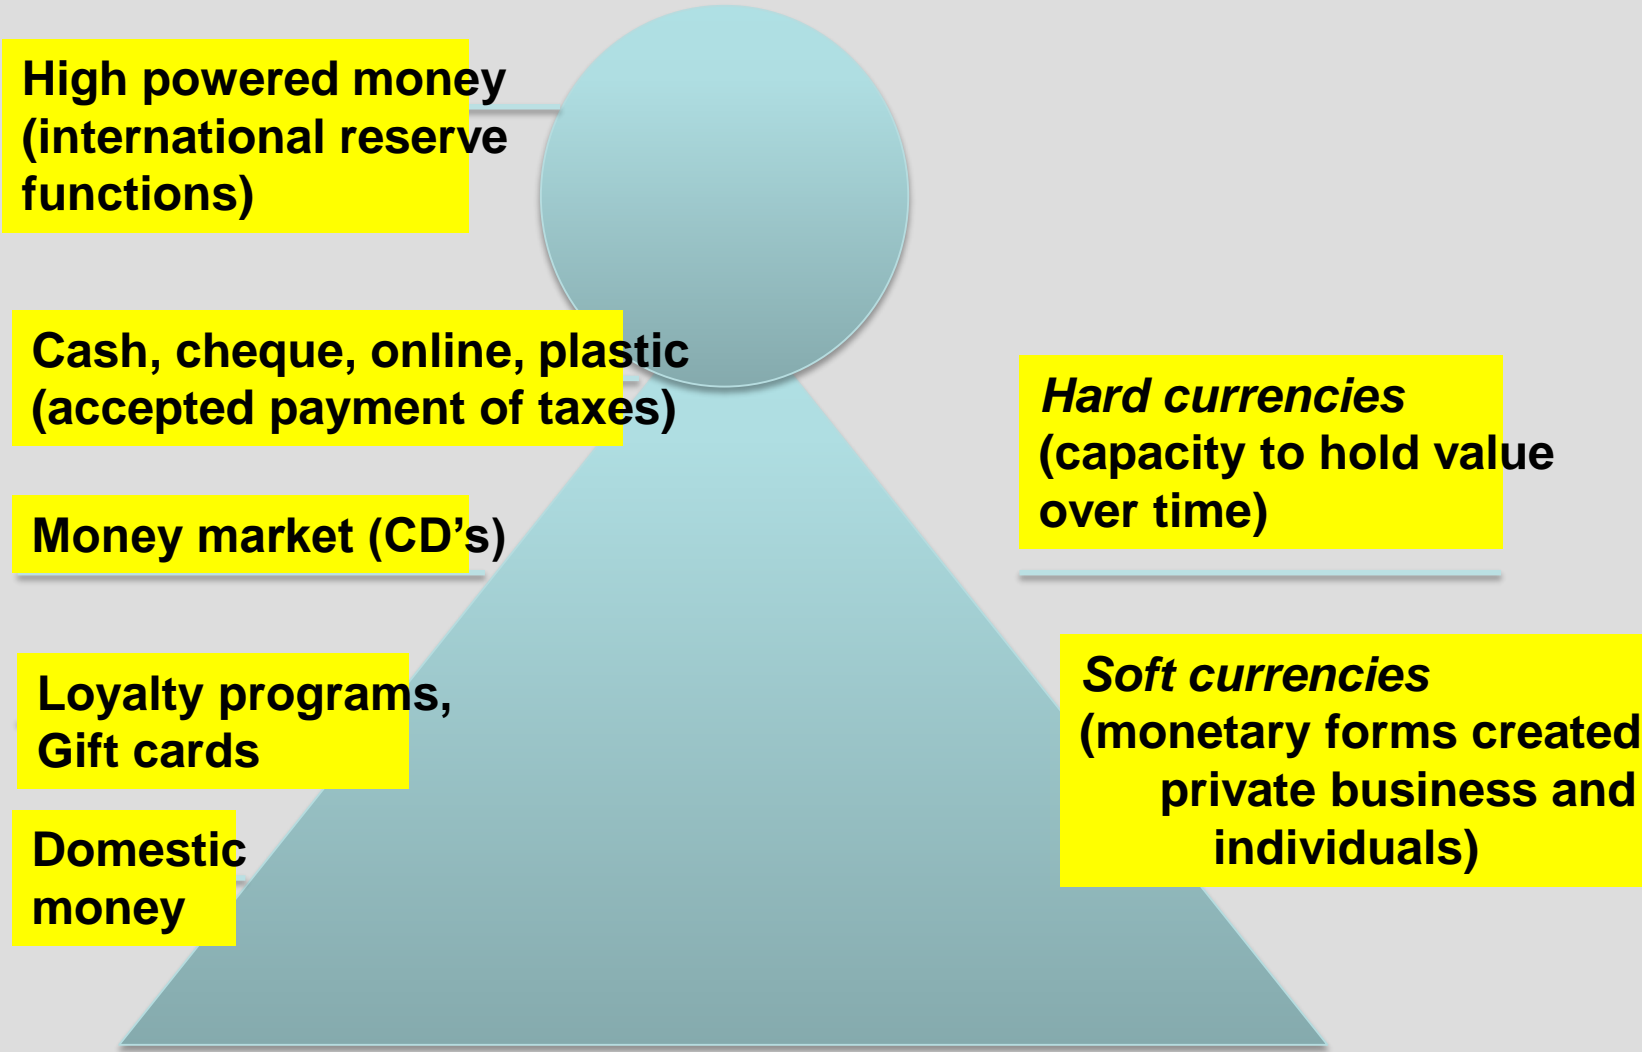 High powered money
(international reserve
functions)
Cash, cheque, online, plastic
(accepted payment of taxes)
Money market (CD’s)
Loyalty programs,
Gift cards
Domestic
money
Hard currencies
(capacity to hold value
over time)
Soft currencies
(monetary forms created
private business and
individuals)